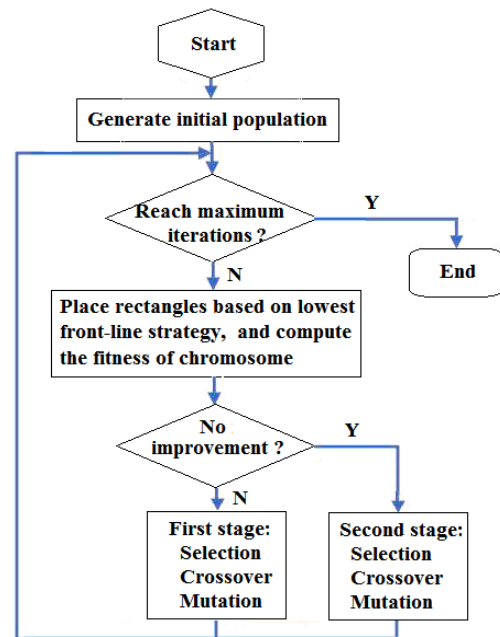 Start
Generate initial population
Reach maximum
iterations ?
Y
End
N
Place rectangles based on lowest
front-line strategy, and compute
the fitness of chromosome
No
improvement ?
Y
N
First stage:
Selection
Crossover
Mutation
Second stage:
Selection
Crossover
Mutation